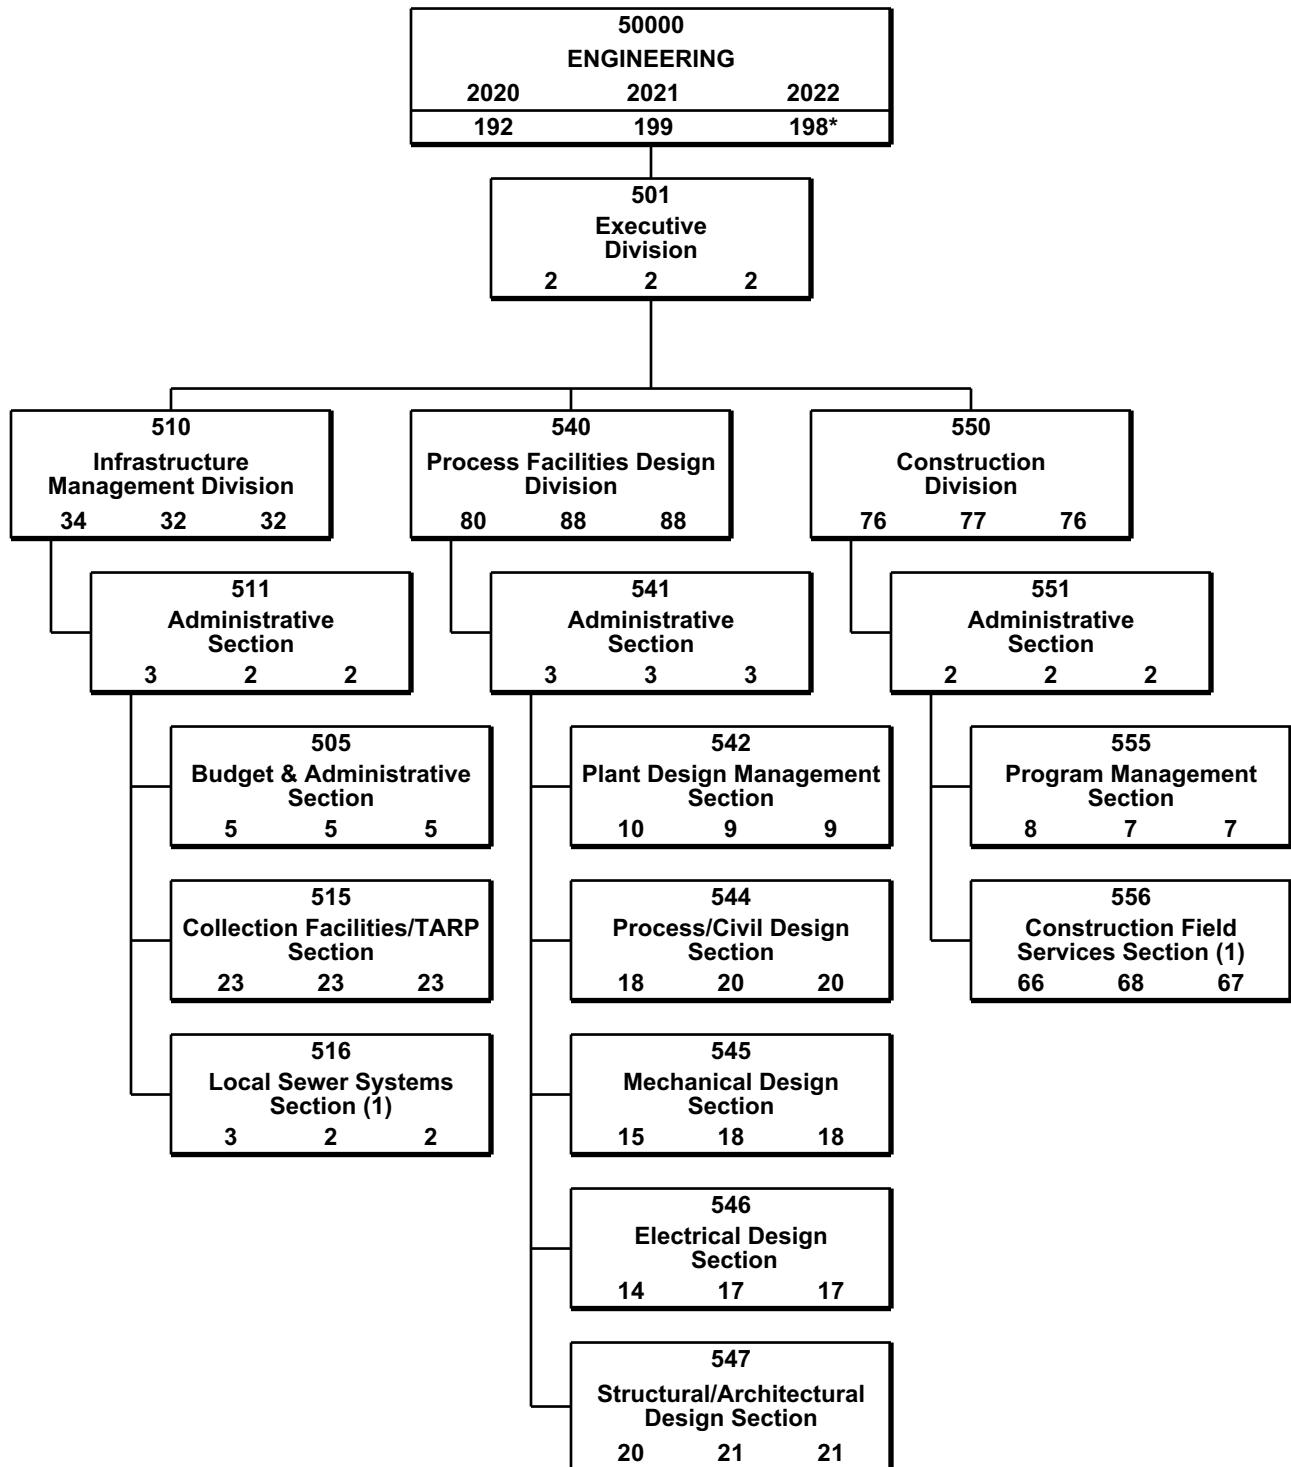 50000
ENGINEERING
2020 2021 2022
192 199 198*
501
Executive
Division
2 2 2
510
Infrastructure
Management Division
34 32 32
540
Process Facilities Design
Division
80 88 88
550
Construction
Division
76 77 76
511
Administrative
Section
3 2 2
541
Administrative
Section
3 3 3
551
Administrative
Section
2 2 2
505
Budget & Administrative
Section
5 5 5
542
Plant Design Management
Section
10 9 9
555
Program Management
Section
8 7 7
515
Collection Facilities/TARP
Section
23 23 23
544
Process/Civil Design
Section
18 20 20
556
Construction Field
Services Section (1)
66 68 67
516
Local Sewer Systems
Section (1)
3 2 2
545
Mechanical Design
Section
15 18 18
546
Electrical Design
Section
14 17 17
547
Structural/Architectural
Design Section
20 21 21